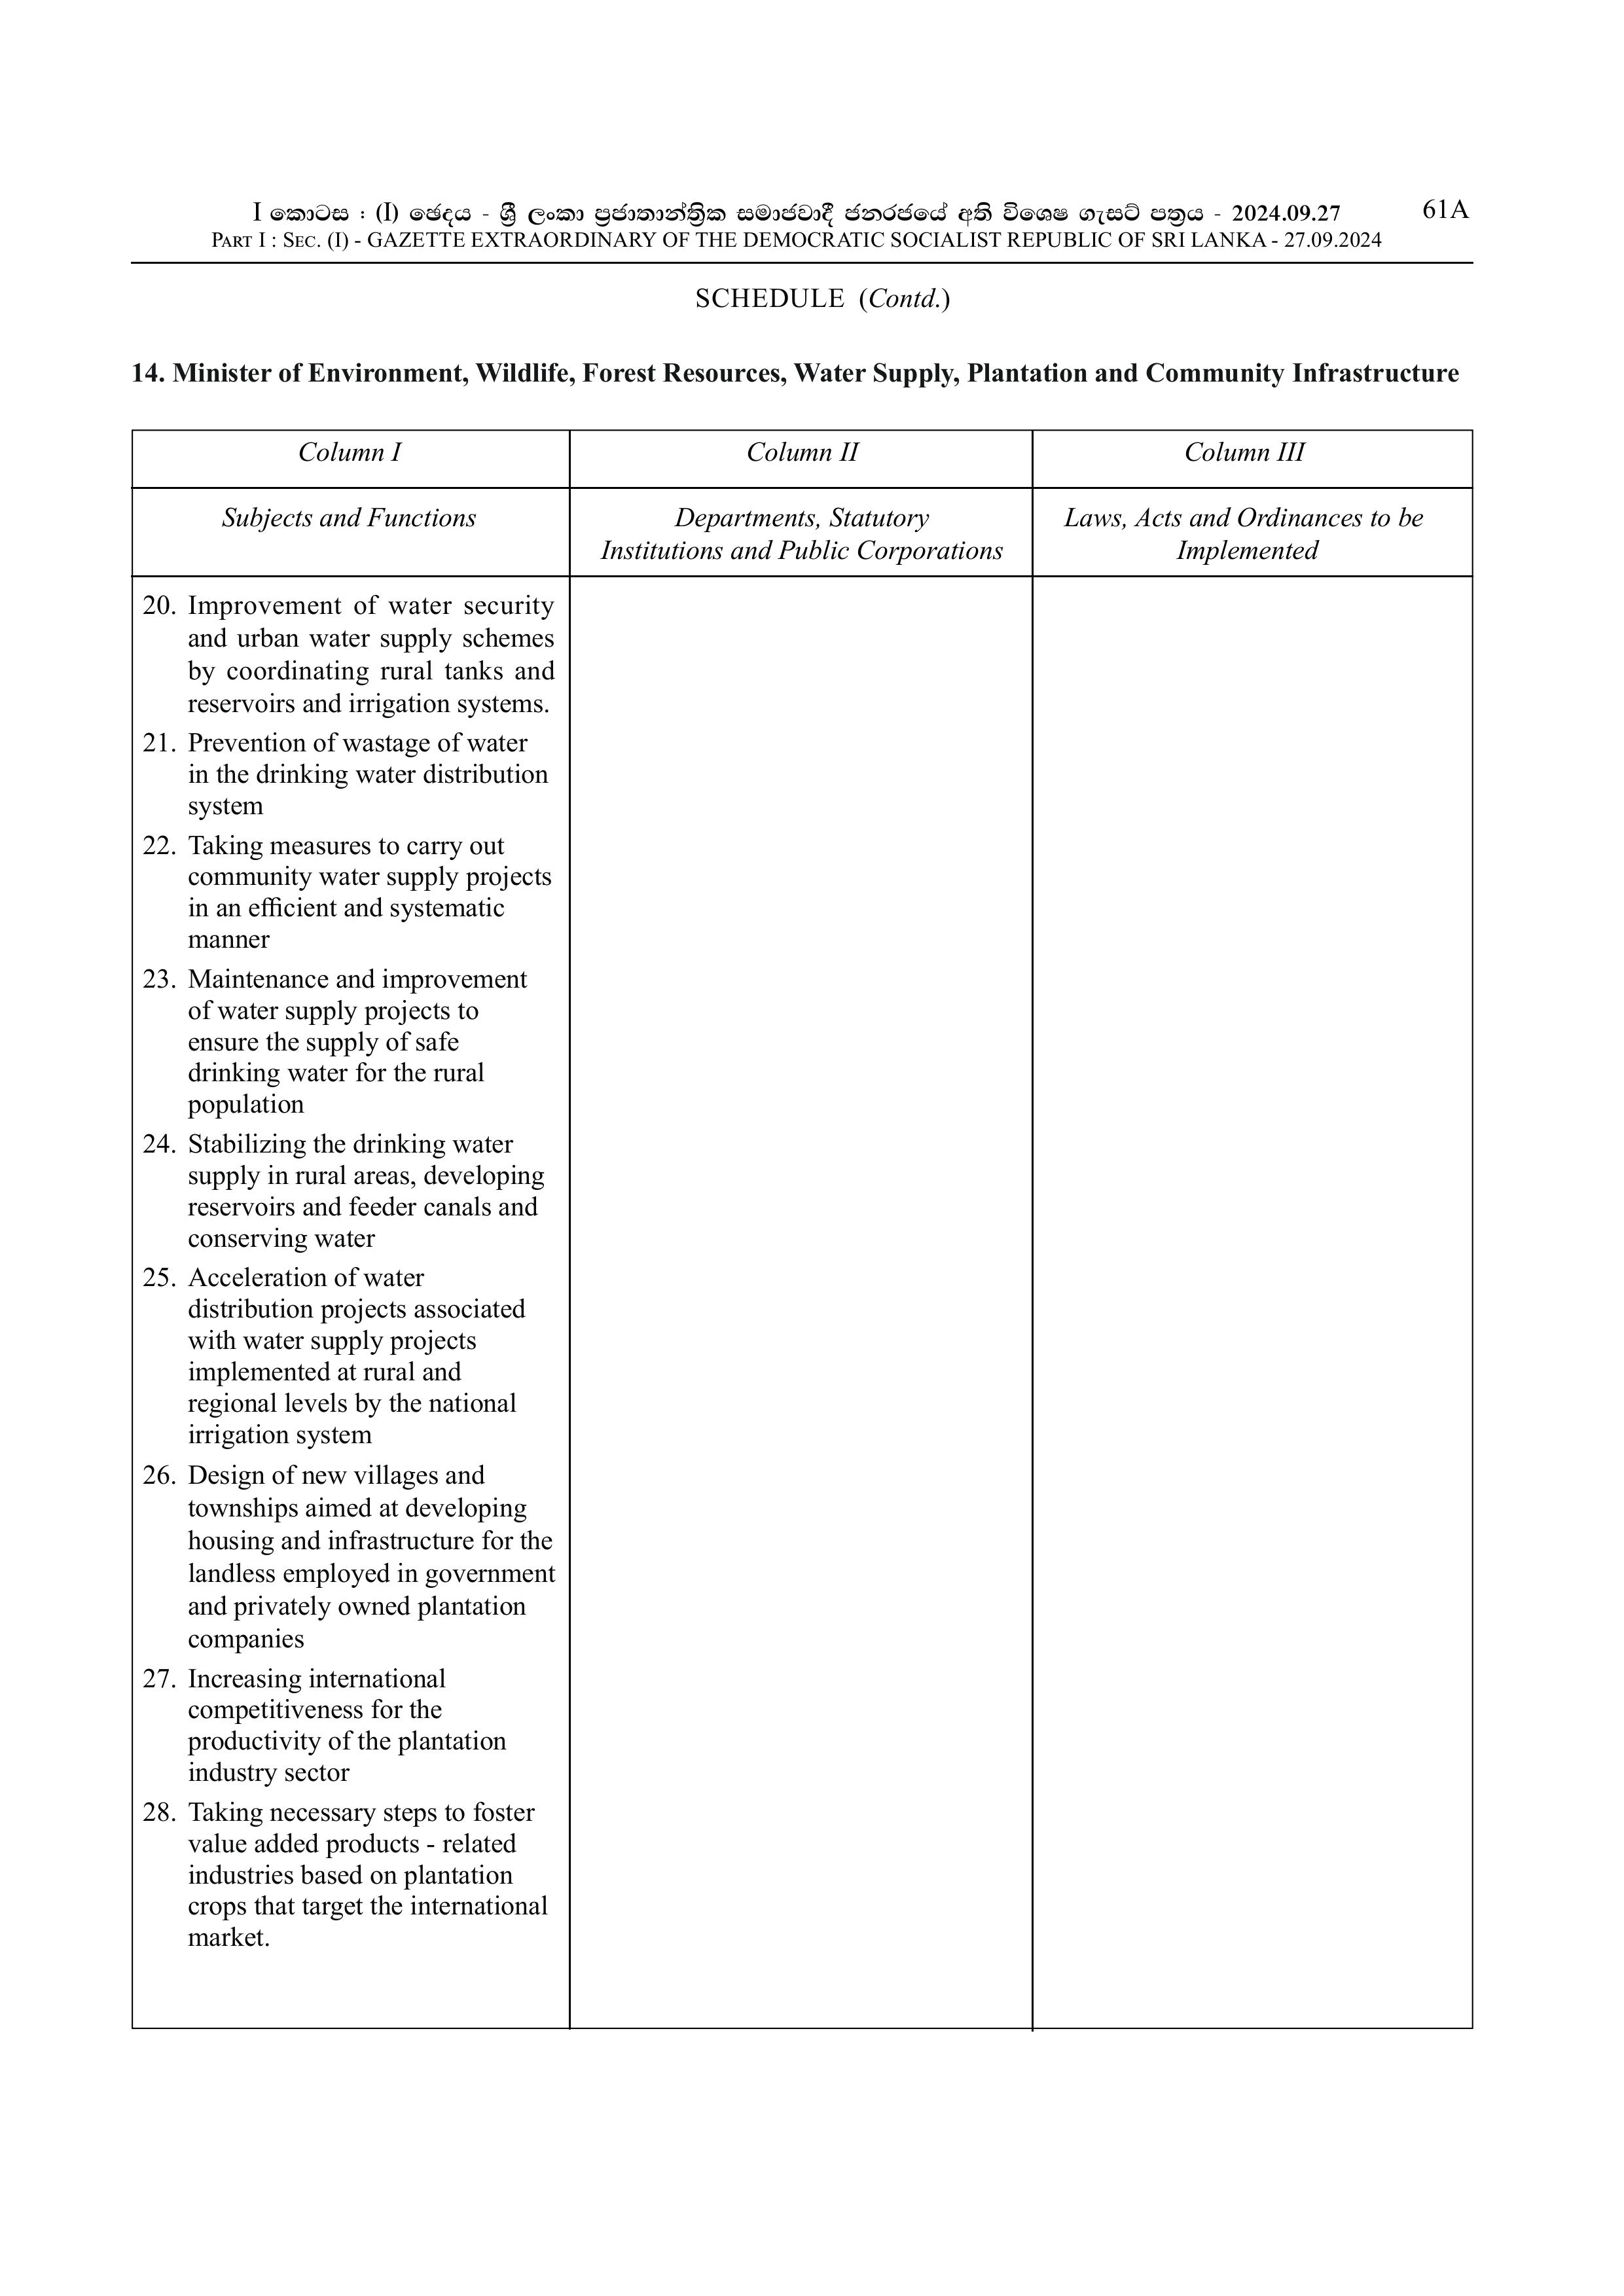 I කොටස : (I) ඡෙදය - ශ්‍රී ලංකා ප්‍රජාතාන්ත්‍රික සමාජවාදී ජනරජයේ අති විශෙෂ ගැසට් පත්‍රය - 2024.09.27 61A
PART I : SEC. (I) - GAZETTE EXTRAORDINARY OF THE DEMOCRATIC SOCIALIST REPUBLIC OF SRI LANKA - 27.09.2024
SCHEDULE (Contd.)
14. Minister of Environment, Wildlife, Forest Resources, Water Supply, Plantation and Community Infrastructure
Column I Column II Column III
Subjects and Functions
Departments, Statutory
Institutions and Public Corporations
Laws, Acts and Ordinances to be
Implemented
20. Improvement of water security
and urban water supply schemes
by coordinating rural tanks and
reservoirs and irrigation systems.
21. Prevention of wastage of water
in the drinking water distribution
system
22. Taking measures to carry out
community water supply projects
in an efficient and systematic
manner
23. Maintenance and improvement
of water supply projects to
ensure the supply of safe
drinking water for the rural
population
24. Stabilizing the drinking water
supply in rural areas, developing
reservoirs and feeder canals and
conserving water
25. Acceleration of water
distribution projects associated
with water supply projects
implemented at rural and
regional levels by the national
irrigation system
26. Design of new villages and
townships aimed at developing
housing and infrastructure for the
landless employed in government
and privately owned plantation
companies
27. Increasing international
competitiveness for the
productivity of the plantation
industry sector
28. Taking necessary steps to foster
value added products - related
industries based on plantation
crops that target the international
market.